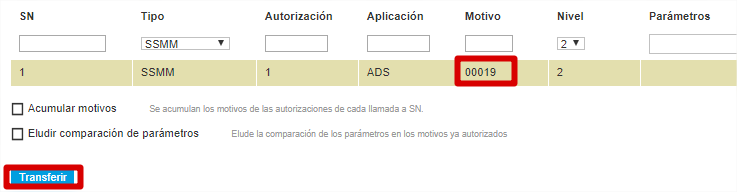 SN Tipo Autorización Aplicación Motivo Nivel Parámetros
SSMM 2
1 SSMM 1 ADS 00019 2
Acumular motivos Se acumulan los motivos de las autorizaciones de cada llamada a SN.
Eludir comparación de parámetros Elude la comparación de los parámetros en los motivos ya autorizados
Transferir